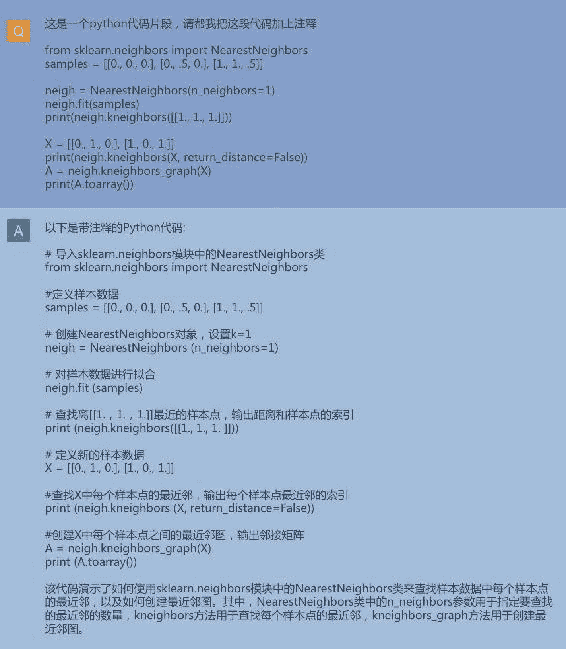 Q
这是一个python代码片段，请帮我把这段代码加上注释
from sklearn.neighbors import NearestNeighbors
samples = [[0., 0., 0.], [0., .5, 0.], [1., 1., .5]]
neigh = NearestNeighbors(n_neighbors=1)
neigh.fit(samples)
print(neigh.kneighbors([[1., 1., 1.]]))
X = [[0., 1., 0.], [1., 0., 1.]]
print(neigh.kneighbors(X, return_distance=False))
A = neigh.kneighbors_graph(X)
print(A.toarray())
A
以下是带注释的Python代码:
# 导入sklearn.neighbors模块中的NearestNeighbors类
from sklearn.neighbors import NearestNeighbors
#定义样本数据
samples = [[0., 0., 0.], [0., .5, 0.], [1., 1., .5]]
# 创建NearestNeighbors对象，设置k=1
neigh = NearestNeighbors (n_neighbors=1)
# 对样本数据进行拟合
neigh.fit (samples)
# 查找离[[1. , 1. , 1.]]最近的样本点，输出距离和样本点的索引
print (neigh.kneighbors([[1., 1., 1. ]]))
# 定义新的样本数据
X = [[0., 1., 0.], [1., 0., 1.]]
#查找X中每个样本点的最近邻，输出每个样本点最近邻的索引
print (neigh.kneighbors (X, return_distance=False))
#创建X中每个样本点之间的最近邻图，输出邻接矩阵
A = neigh.kneighbors_graph(X)
print (A.toarray())
该代码演示了如何使用sklearn.neighbors模块中的NearestNeighbors类来查找样本数据中每个样本点
的最近邻，以及如何创建最近邻图。其中，NearestNeighbors类中的n_neighbors参数用于指定要查找
的最近邻的数量，kneighbors方法用于查找每个样本点的最近邻，kneighbors_graph方法用于创建最
近邻图。